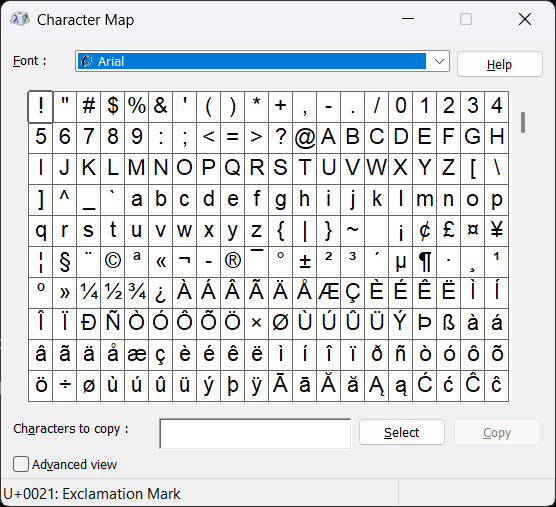 Character Map
Font : Arial Help
! " # $ % & ' ( ) * + , - . / 0 1 2 3 4
5 6 7 8 9 : ; < = > ? @ A B C D E F G H
I J K L M N O P Q R S T U V W X Y Z [ \
] ^ _ ` a b c d e f g h i j k l m n o p
q r s t u v w x y z { | } ~ ¡ ¢ £ ¤ ¥
¦ § ¨ © ª « ¬ - ® ¯ ° ± ² ³ ´ µ ¶ · ¸ ¹
º » ¼ ½ ¾ ¿ À Á Â Ã Ä Å Æ Ç È É Ê Ë Ì Í
Î Ï Ð Ñ Ò Ó Ô Õ Ö × Ø Ù Ú Û Ü Ý Þ ß à á
â ã ä å æ ç è é ê ë ì í î ï ð ñ ò ó ô õ
ö ÷ ø ù ú û ü ý þ ÿ Ā ā Ă ă Ą ą Ć ć Ĉ ĉ
Characters to copy : Select Copy
Advanced view
U+0021: Exclamation Mark